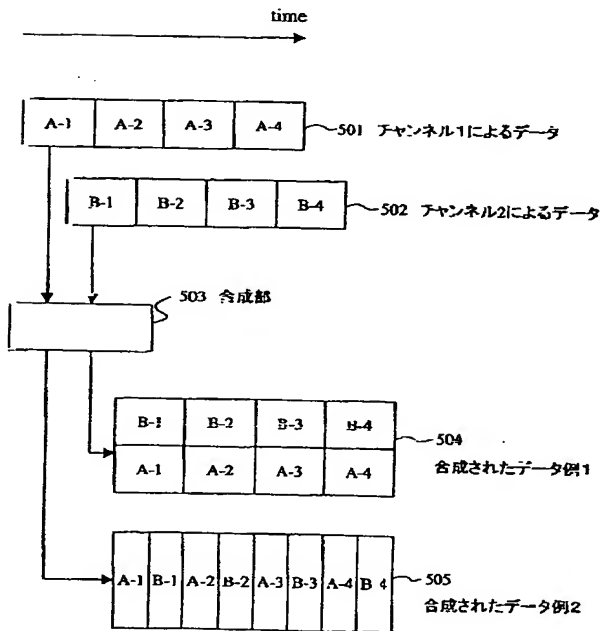 time
A-1 A-2 A-3 A-4 501 チャンネル1によるデータ
B-1 B-2 B-3 B-4 502 チャンネル2によるデータ
503 合成部
B-1 B-2 B-3 B-4
504
A-1 A-2 A-3 A-4
合成されたデータ例1
A-1 B-1 A-2 B-2 A-3 B-3 A-4 B 4 505
合成されたデータ例2